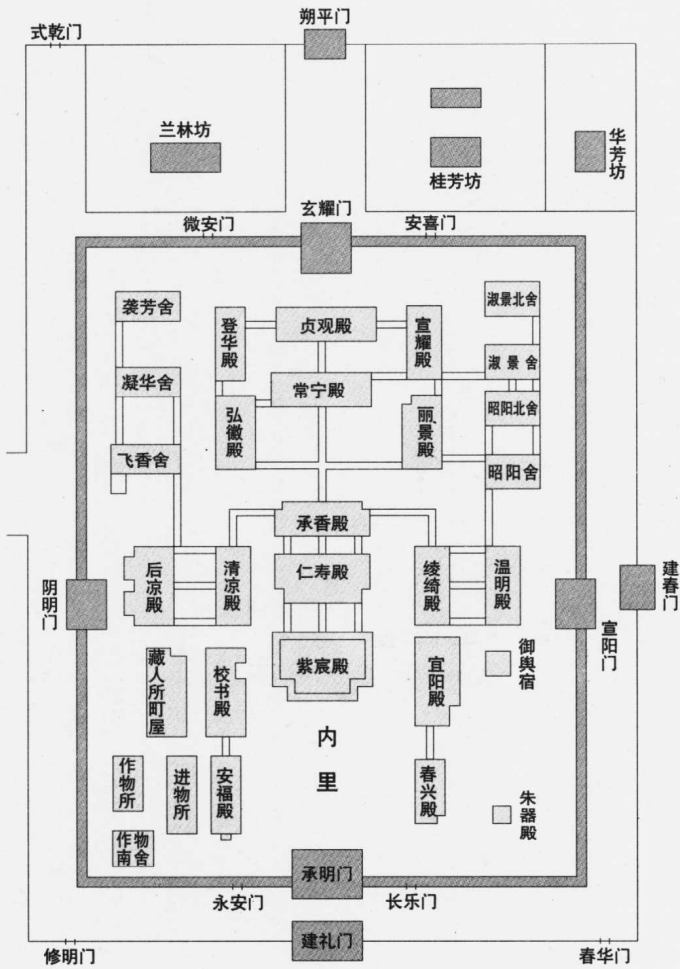 朔平门
式乾门
兰林坊
桂芳坊
华芳坊
玄耀门
微安门
安喜门
袭芳舍
登华殿
贞观殿
宣耀殿
淑景北舍
凝华舍
常宁殿
淑景舍
弘徽殿
丽景殿
昭阳北舍
飞香舍
昭阳舍
承香殿
后凉殿
清凉殿
仁寿殿
绫绮殿
温明殿
阴明门
宣阳门
建春门
藏人所町屋
校书殿
紫宸殿
宜阳殿
御舆宿
内里
作物所
进物所
安福殿
春兴殿
朱器殿
作物南舍
承明门
永安门
长乐门
建礼门
修明门
春华门